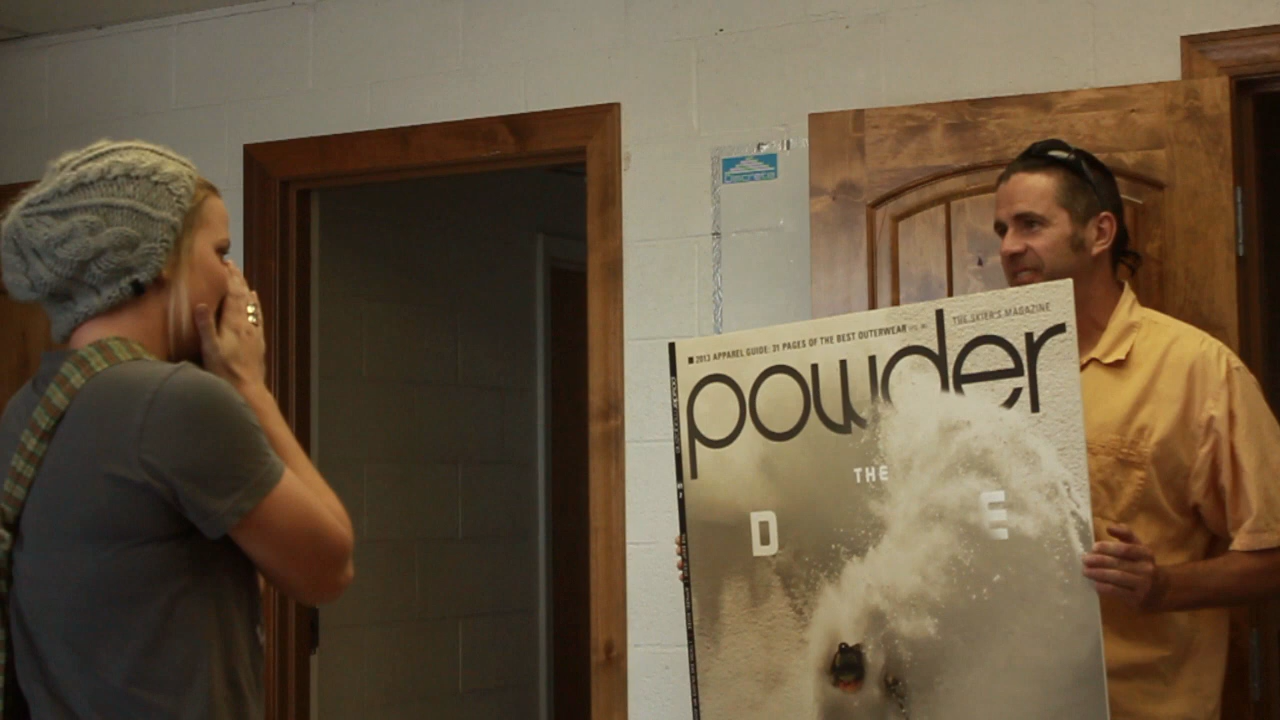 ■ 2013 APPAREL GUIDE: 31 PAGES OF THE BEST OUTERWEAR
THE SKIER'S MAGAZINE
powder
THE
D E